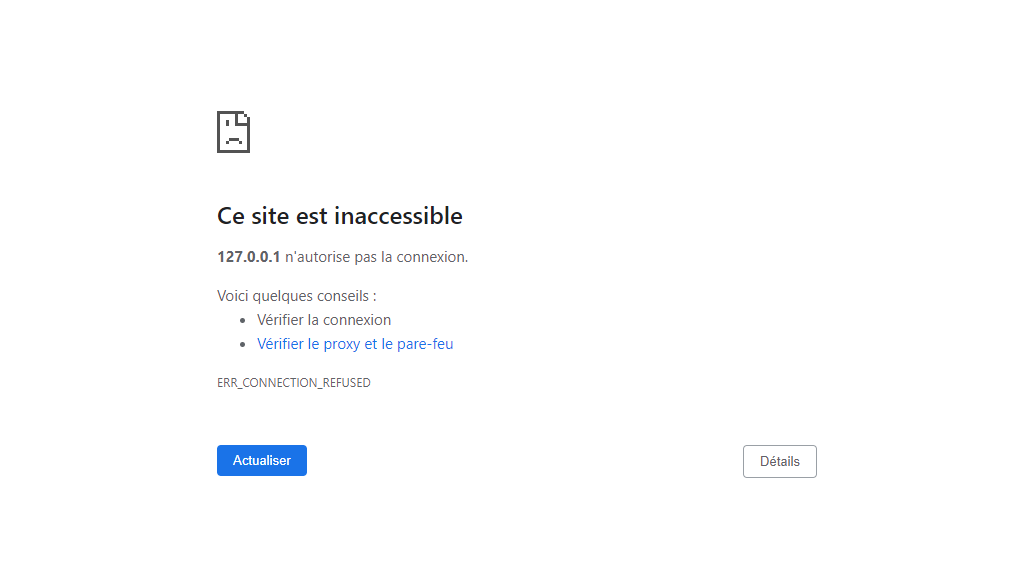 Ce site est inaccessible
127.0.0.1 n'autorise pas la connexion.
Voici quelques conseils :
Vérifier la connexion
Vérifier le proxy et le pare-feu
ERR_CONNECTION_REFUSED
Actualiser
Détails